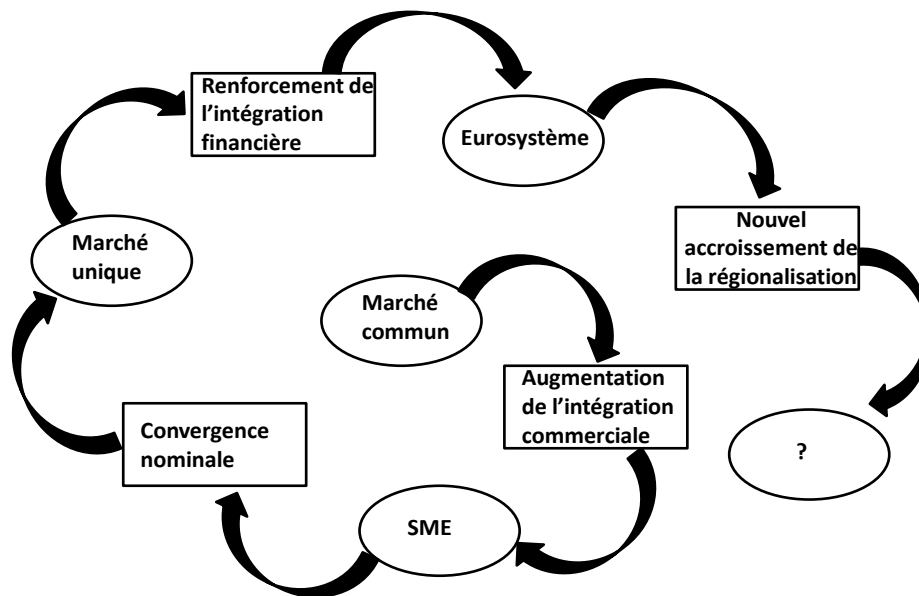 Renforcement de
l'intégration
financière
Eurosystème
Nouvel
accroissement de
la régionalisation
Marché
unique
Marché
commun
Augmentation
de l'intégration
commerciale
Convergence
nominale
?
SME